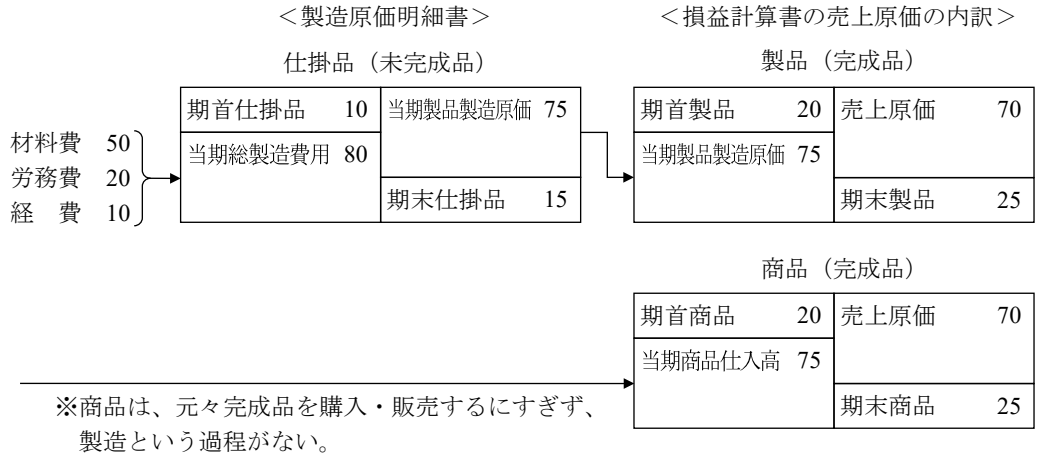 ＜製造原価明細書＞
仕掛品（未完成品）
材料費 50
労務費 20
経　費 10
期首仕掛品 10
当期総製造費用 80
当期製品製造原価 75
期末仕掛品 15
＜損益計算書の売上原価の内訳＞
製品（完成品）
期首製品 20
当期製品製造原価 75
売上原価 70
期末製品 25
商品（完成品）
期首商品 20
当期商品仕入高 75
売上原価 70
期末商品 25
※商品は、元々完成品を購入・販売するにすぎず、
製造という過程がない。